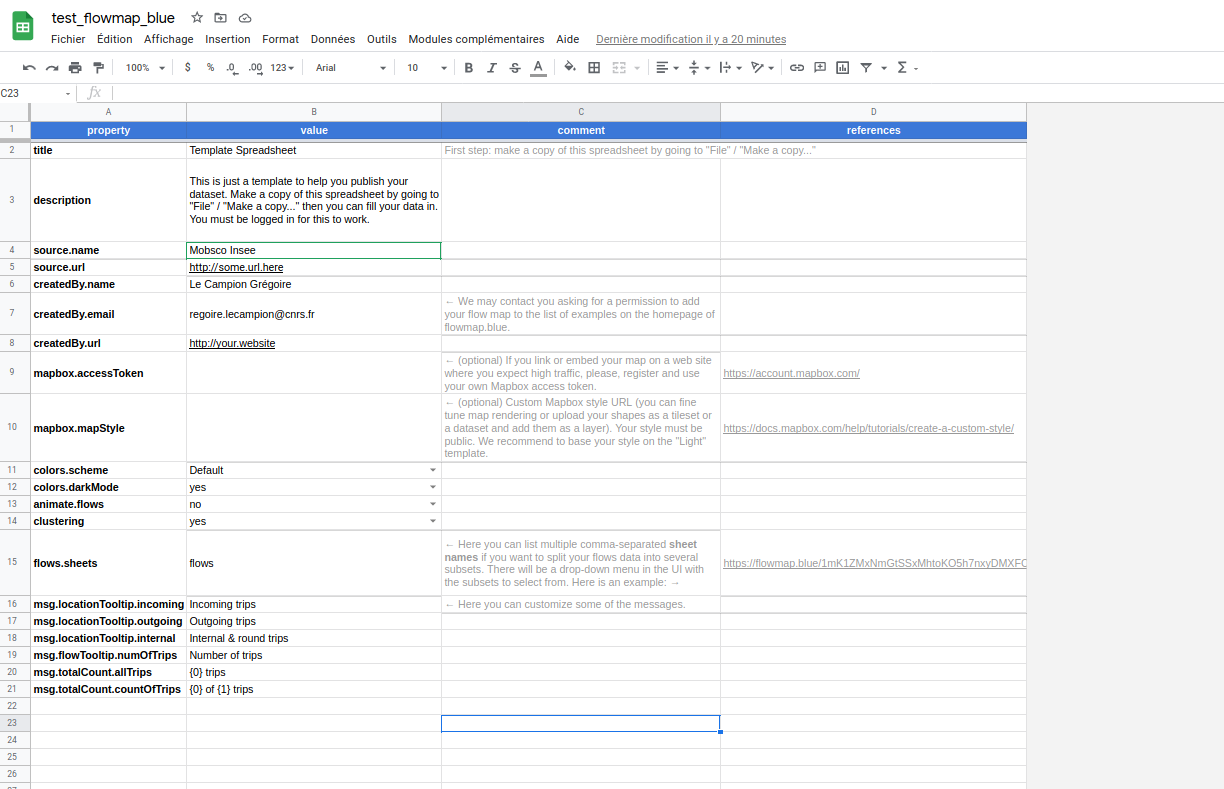 test_flowmap_blue
Fichier Édition Affichage Insertion Format Données Outils Modules complémentaires Aide Dernière modification il y a 20 minutes
100% $ % .0 .00 123 Arial 10 B I S A Σ
C23 fx
A B C D
1 property value comment references
2 title Template Spreadsheet First step: make a copy of this spreadsheet by going to "File" / "Make a copy..."
3 description
This is just a template to help you publish your
dataset. Make a copy of this spreadsheet by going to
"File" / "Make a copy..." then you can fill your data in.
You must be logged in for this to work.
4 source.name Mobsco Insee
5 source.url http://some.url.here
6 createdBy.name Le Campion Grégoire
7 createdBy.email regoire.lecampion@cnrs.fr
← We may contact you asking for a permission to add
your flow map to the list of examples on the homepage of
flowmap.blue.
8 createdBy.url http://your.website
9 mapbox.accessToken
← (optional) If you link or embed your map on a web site
where you expect high traffic, please, register and use
your own Mapbox access token.
https://account.mapbox.com/
10 mapbox.mapStyle
← (optional) Custom Mapbox style URL (you can fine
tune map rendering or upload your shapes as a tileset or
a dataset and add them as a layer). Your style must be
public. We recommend to base your style on the "Light"
template.
https://docs.mapbox.com/help/tutorials/create-a-custom-style/
11 colors.scheme Default
12 colors.darkMode yes
13 animate.flows no
14 clustering yes
15 flows.sheets flows
← Here you can list multiple comma-separated sheet
names if you want to split your flows data into several
subsets. There will be a drop-down menu in the UI with
the subsets to select from. Here is an example: →
https://flowmap.blue/1mK1ZMxNmGtSSxMhtoKO5h7nxyDMXFC
16 msg.locationTooltip.incoming Incoming trips ← Here you can customize some of the messages.
17 msg.locationTooltip.outgoing Outgoing trips
18 msg.locationTooltip.internal Internal & round trips
19 msg.flowTooltip.numOfTrips Number of trips
20 msg.totalCount.allTrips {0} trips
21 msg.totalCount.countOfTrips {0} of {1} trips
22
23
24
25
26